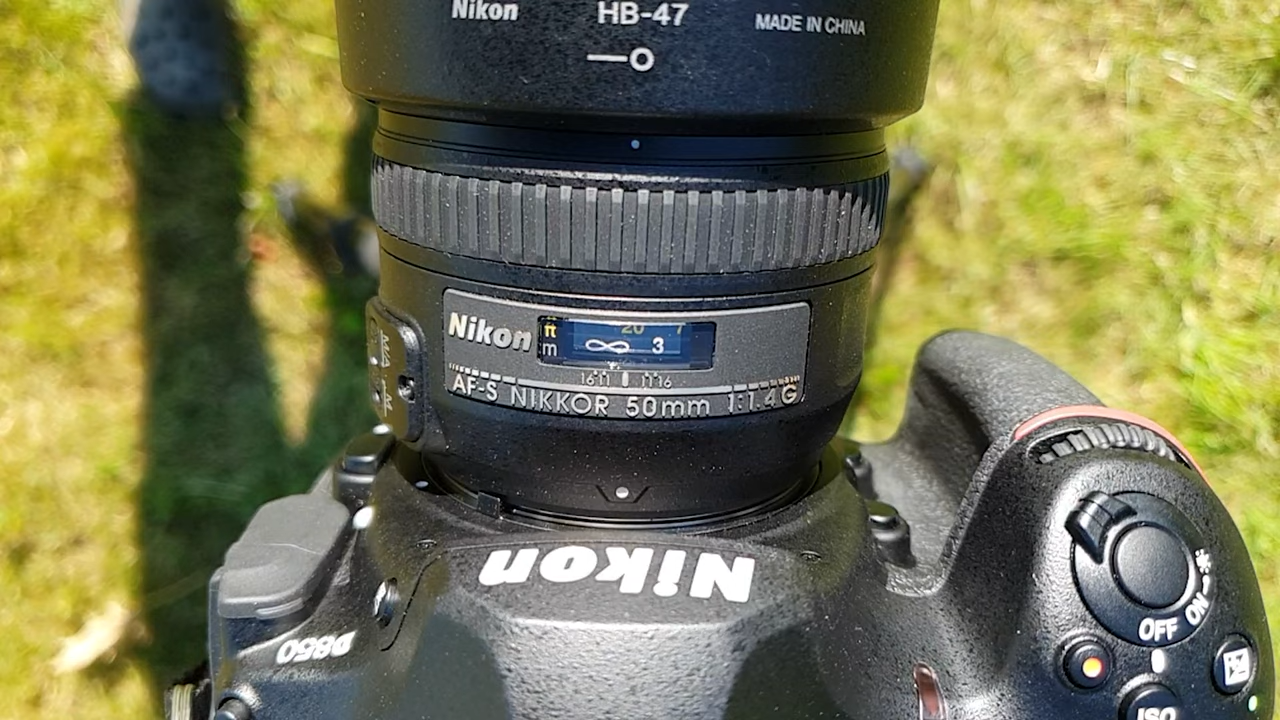 Nikon HB-47 MADE IN CHINA
—O
Nikon
ft 20 7
m ∞ 3
16 11 11 16
AF-S NIKKOR 50mm 1:1.4G
M/A M
Nikon
D850
OFF ON
ISO